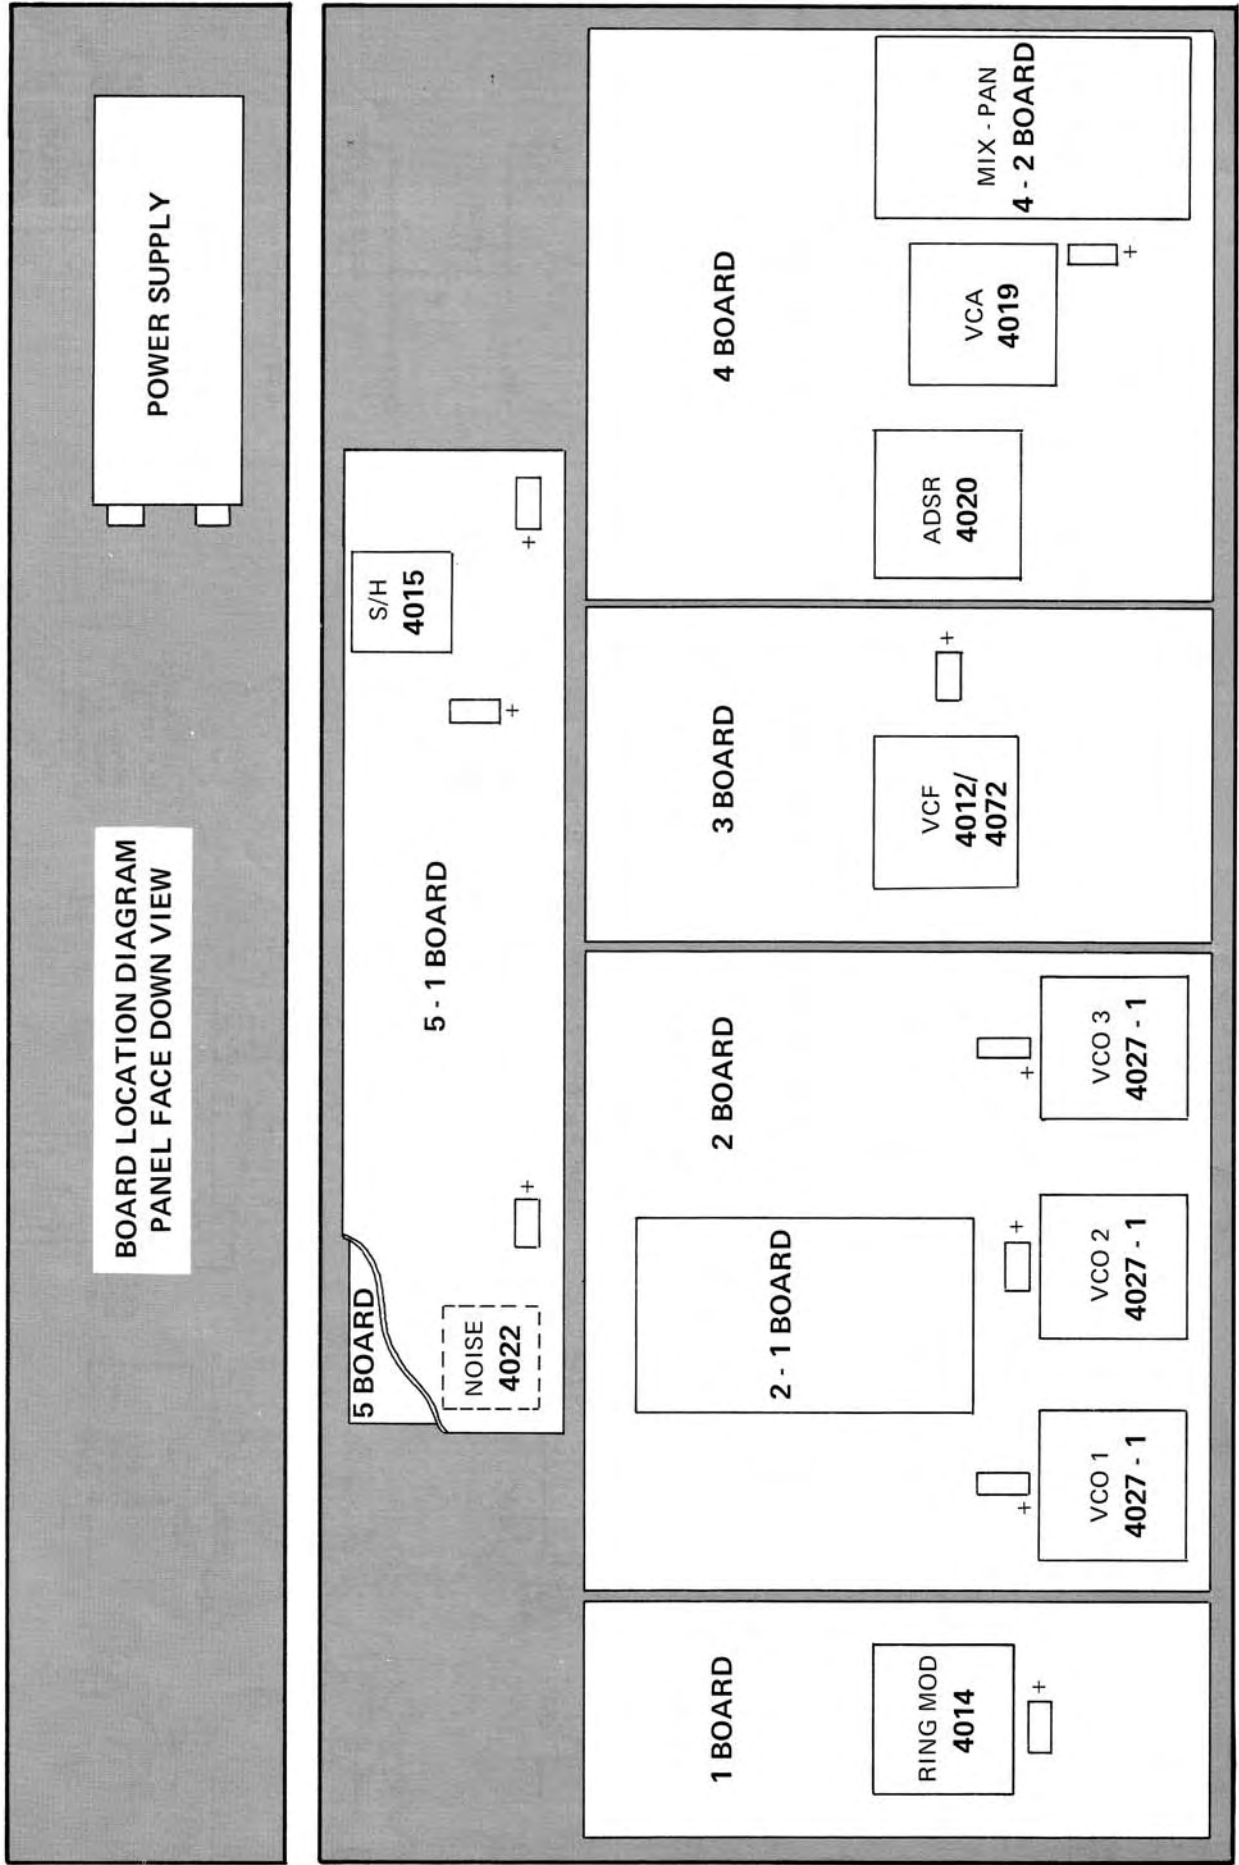 BOARD LOCATION DIAGRAM
PANEL FACE DOWN VIEW
POWER SUPPLY
5 BOARD
NOISE
4022
+
5 - 1 BOARD
+
S/H
4015
+
1 BOARD
RING MOD
4014
+
2 BOARD
2 - 1 BOARD
+
VCO 1
4027 - 1
+
VCO 2
4027 - 1
+
VCO 3
4027 - 1
3 BOARD
VCF
4012/
4072
+
4 BOARD
ADSR
4020
VCA
4019
+
MIX - PAN
4 - 2 BOARD